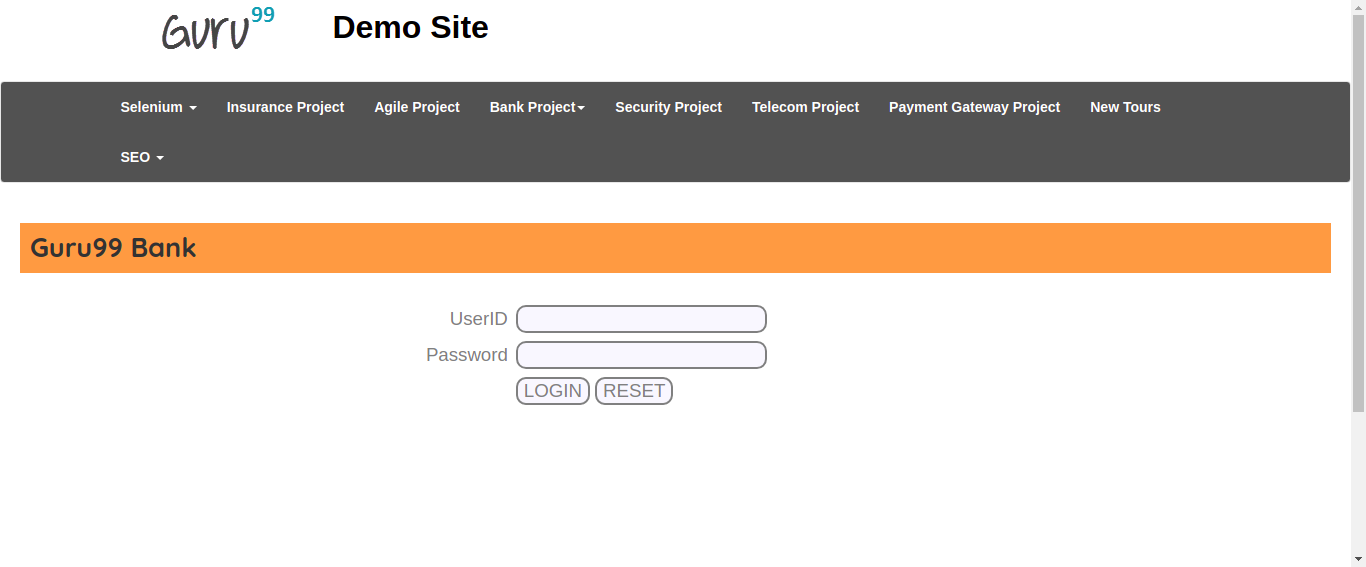 Guru99 Demo Site
Selenium Insurance Project Agile Project Bank Project Security Project Telecom Project Payment Gateway Project New Tours
SEO
Guru99 Bank
UserID
Password
LOGIN RESET